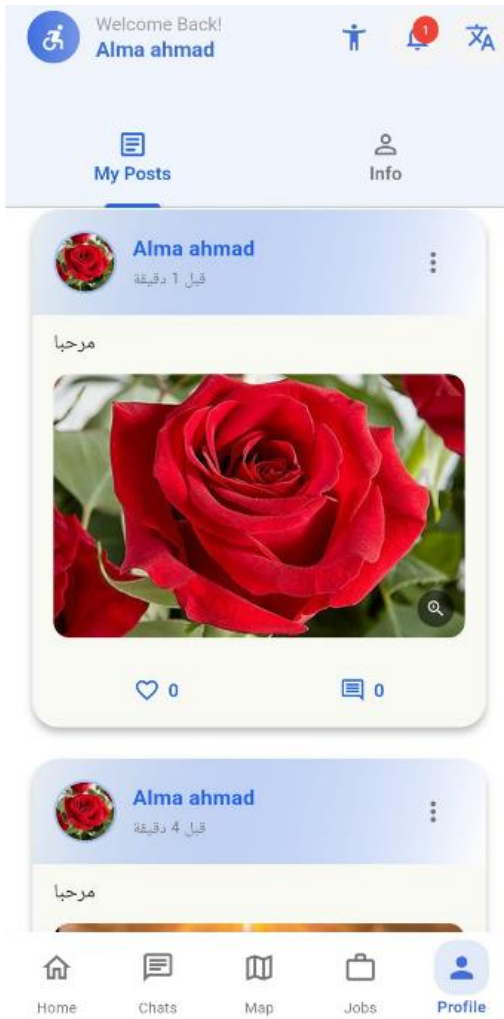 Welcome Back!
Alma ahmad
1
My Posts
Info
Alma ahmad
قبل 1 دقيقة
مرحبا
0
0
Alma ahmad
قبل 4 دقيقة
مرحبا
Home
Chats
Map
Jobs
Profile